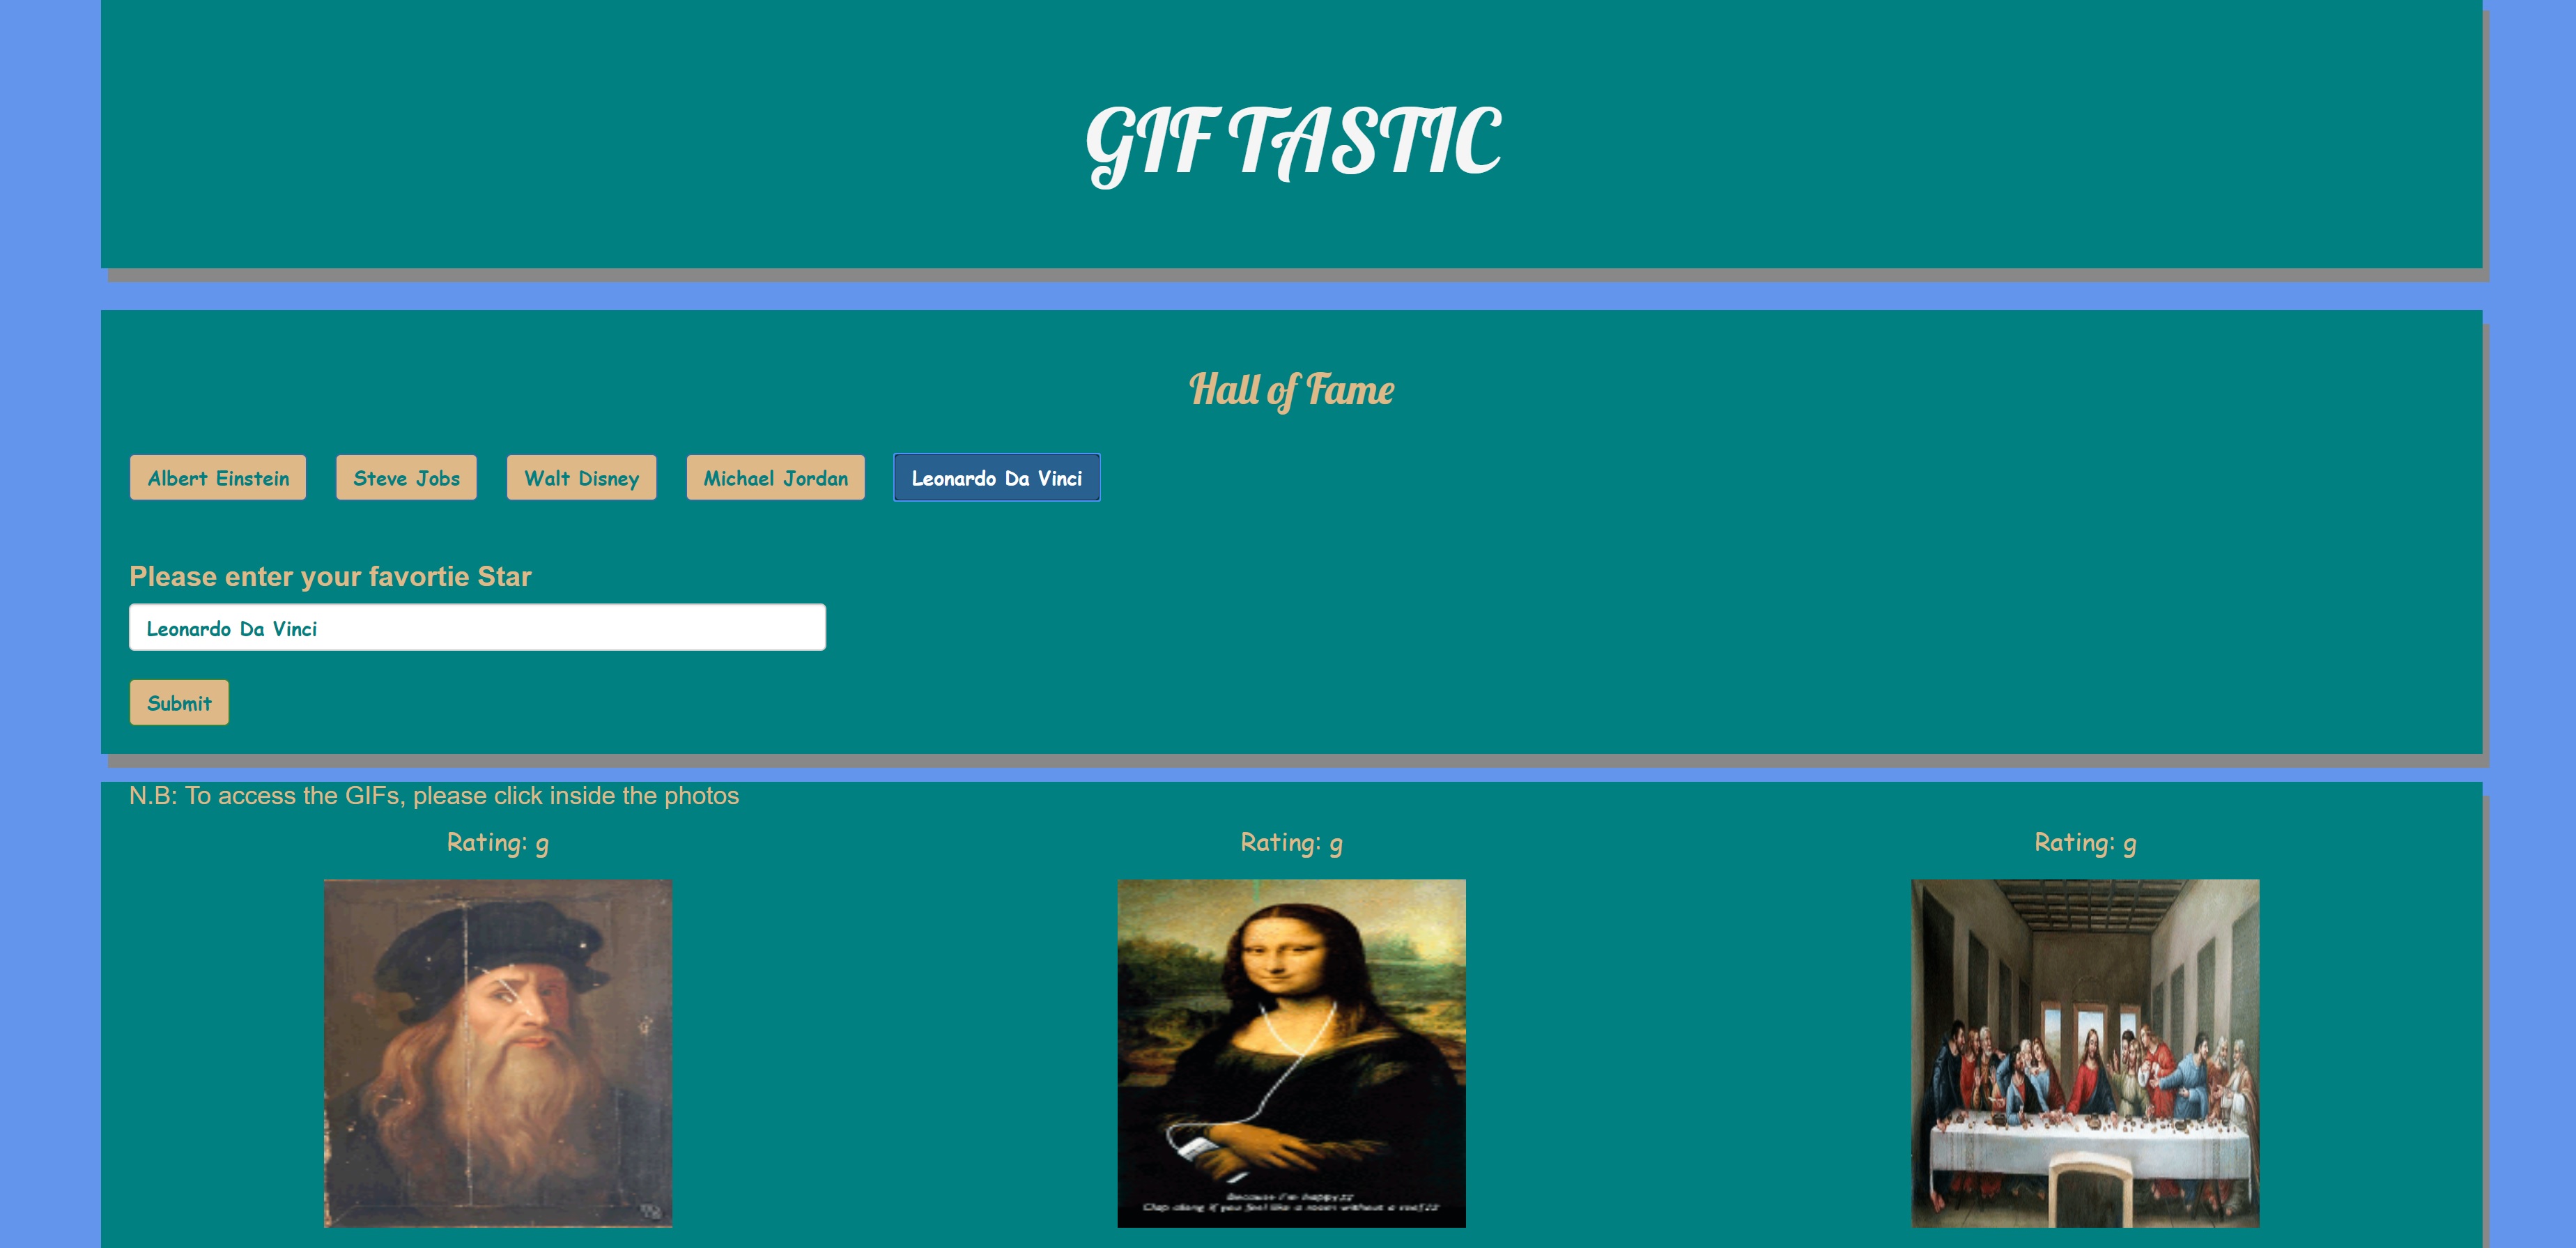 GIF TASTIC
Hall of Fame
Albert Einstein Steve Jobs Walt Disney Michael Jordan Leonardo Da Vinci
Please enter your favortie Star
Leonardo Da Vinci
Submit
N.B: To access the GIFs, please click inside the photos
Rating: g Rating: g Rating: g
Because I'm happy
Clap along if you feel like a room without a roof